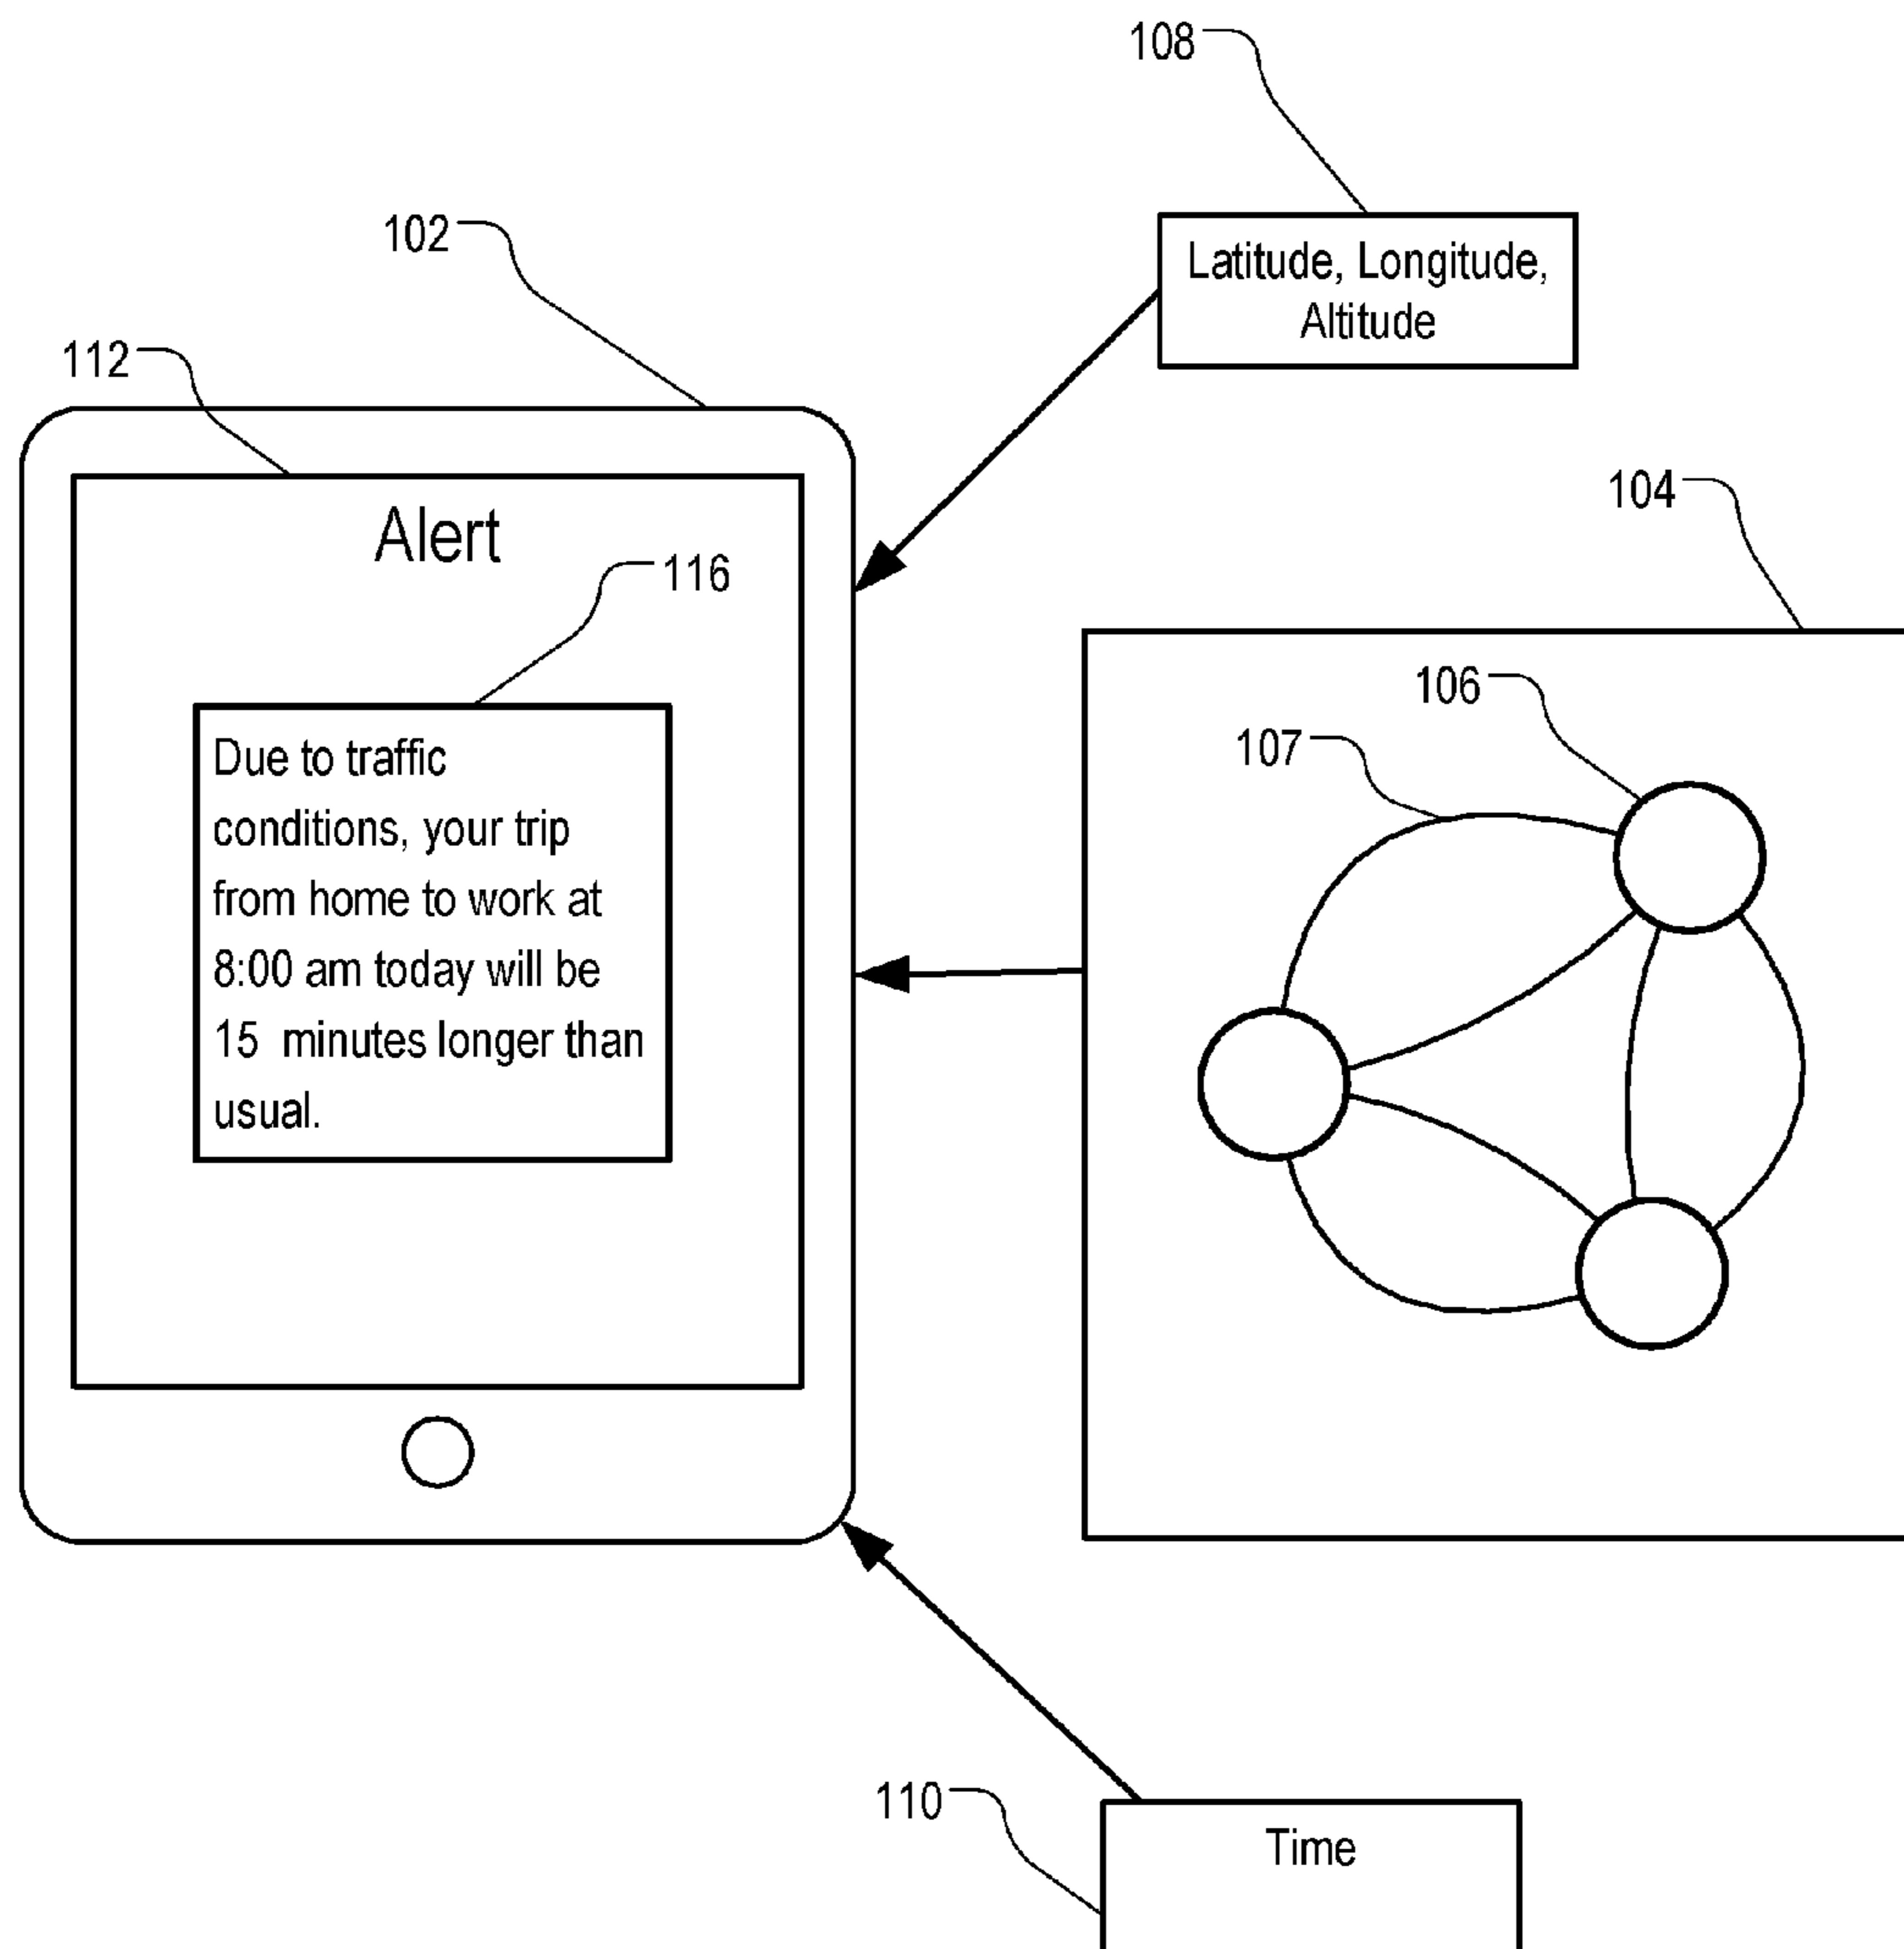 108
Latitude, Longitude,
Altitude
102
112
104
Alert
116
106
107
Due to traffic
conditions, your trip
from home to work at
8:00 am today will be
15 minutes longer than
usual.
110
Time